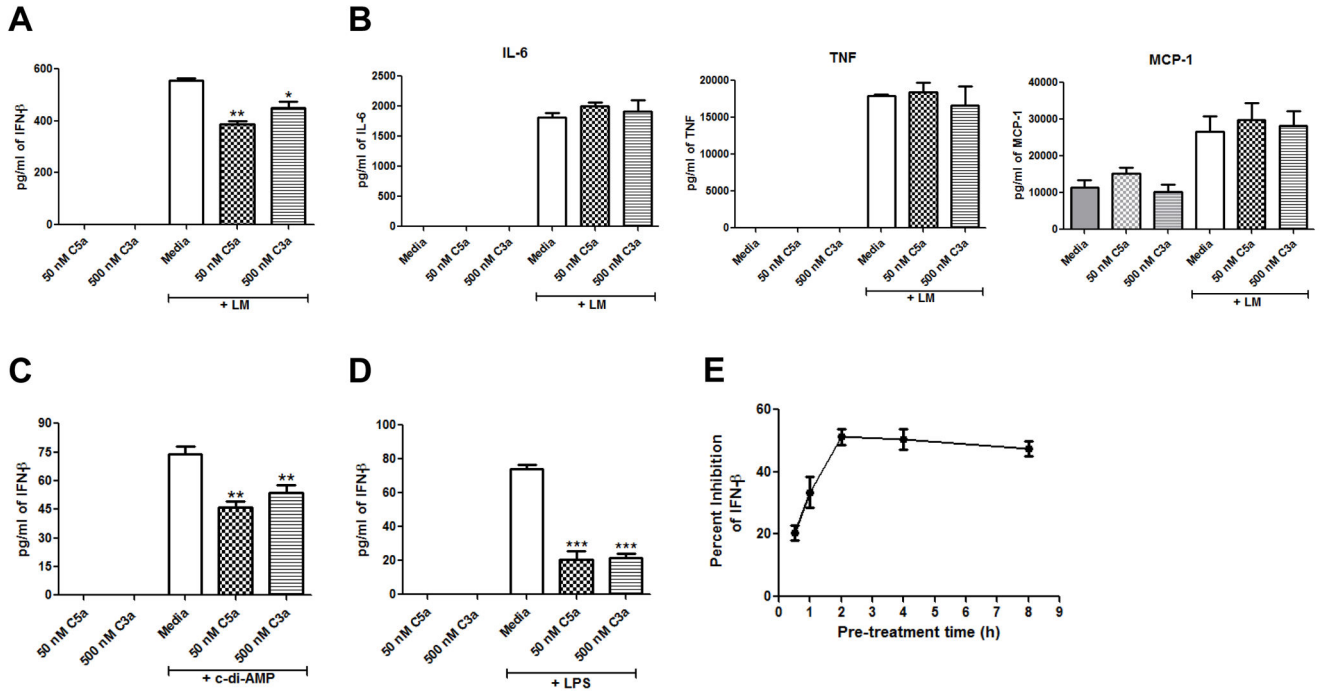 A
pg/ml of IFN-β
600
400
200
0
** *
50 nM C5a
500 nM C3a
Media
50 nM C5a
500 nM C3a
+ LM
B
IL-6
pg/ml of IL-6
2500
2000
1500
1000
500
0
Media
50 nM C5a
500 nM C3a
Media
50 nM C5a
500 nM C3a
+ LM
TNF
pg/ml of TNF
20000
15000
10000
5000
0
Media
50 nM C5a
500 nM C3a
Media
50 nM C5a
500 nM C3a
+ LM
MCP-1
pg/ml of MCP-1
40000
30000
20000
10000
0
Media
50 nM C5a
500 nM C3a
Media
50 nM C5a
500 nM C3a
+ LM
C
pg/ml of IFN-β
90
75
60
45
30
15
0
** **
50 nM C5a
500 nM C3a
Media
50 nM C5a
500 nM C3a
+ c-di-AMP
D
pg/ml of IFN-β
100
80
60
40
20
0
*** ***
50 nM C5a
500 nM C3a
Media
50 nM C5a
500 nM C3a
+ LPS
E
Percent Inhibition
of IFN-β
60
40
20
0
0 1 2 3 4 5 6 7 8 9
Pre-treatment time (h)